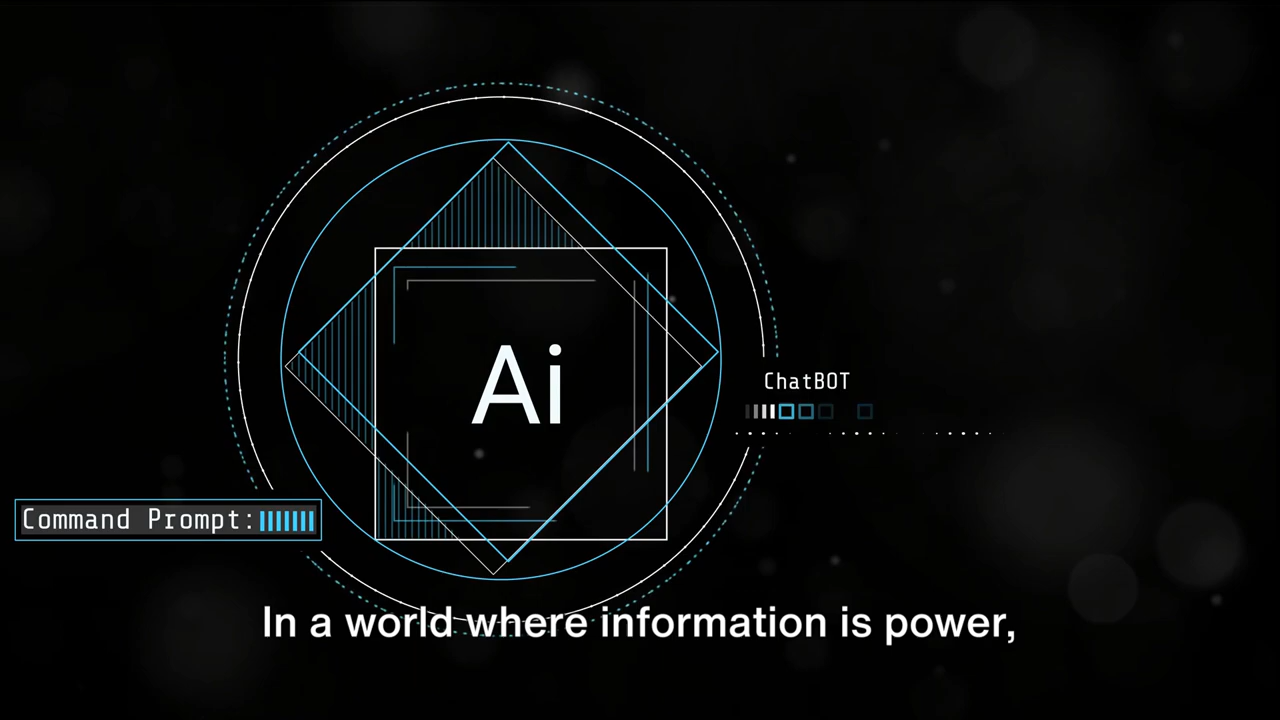 Ai
ChatBOT
Command Prompt:
In a world where information is power,